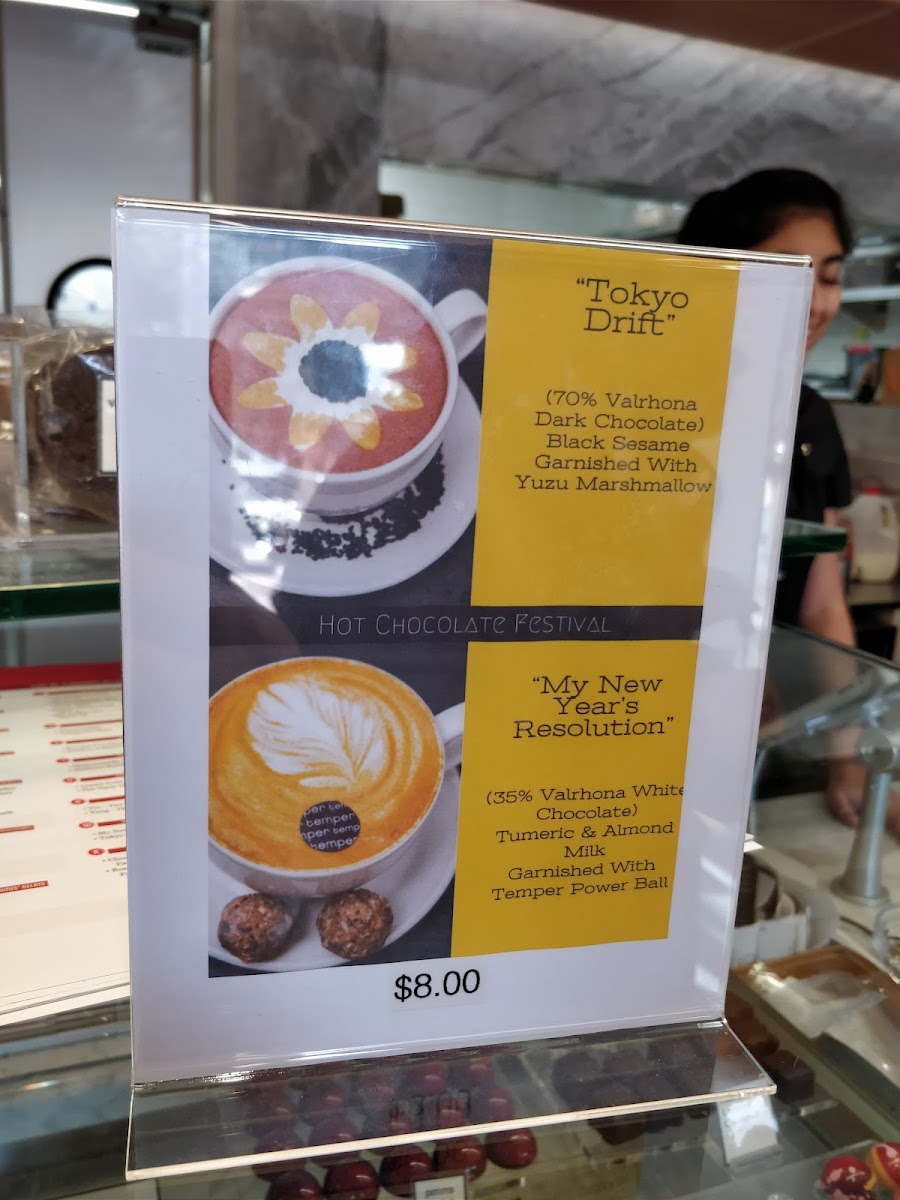 "Tokyo
Drift"
(70% Valrhona
Dark Chocolate)
Black Sesame
Garnished With
Yuzu Marshmallow
Hot Chocolate Festival
"My New
Year's
Resolution"
(35% Valrhona White
Chocolate)
Tumeric & Almond
Milk
Garnished With
Temper Power Ball
temper
$8.00